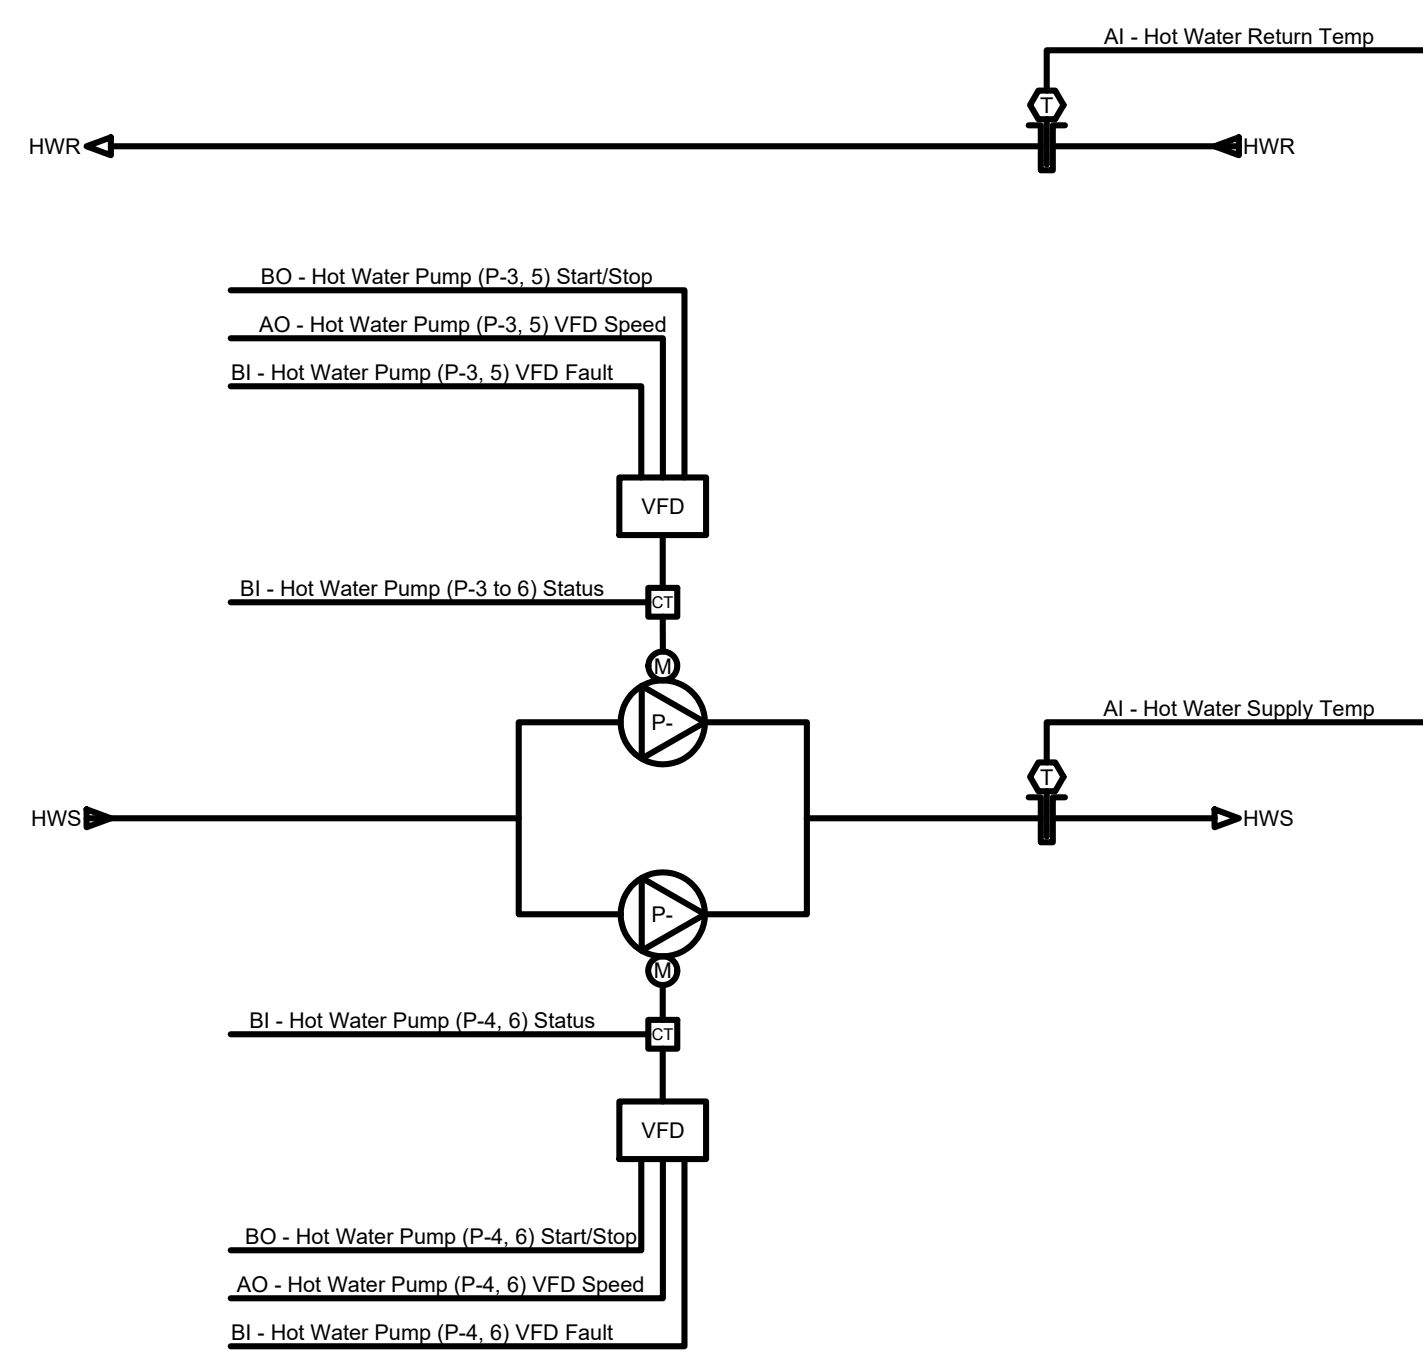 AI - Hot Water Return Temp
T
HWR
HWR
BO - Hot Water Pump (P-3, 5) Start/Stop
AO - Hot Water Pump (P-3, 5) VFD Speed
BI - Hot Water Pump (P-3, 5) VFD Fault
VFD
BI - Hot Water Pump (P-3 to 6) Status
CT
M
P-
AI - Hot Water Supply Temp
T
HWS
HWS
P-
M
BI - Hot Water Pump (P-4, 6) Status
CT
VFD
BO - Hot Water Pump (P-4, 6) Start/Stop
AO - Hot Water Pump (P-4, 6) VFD Speed
BI - Hot Water Pump (P-4, 6) VFD Fault